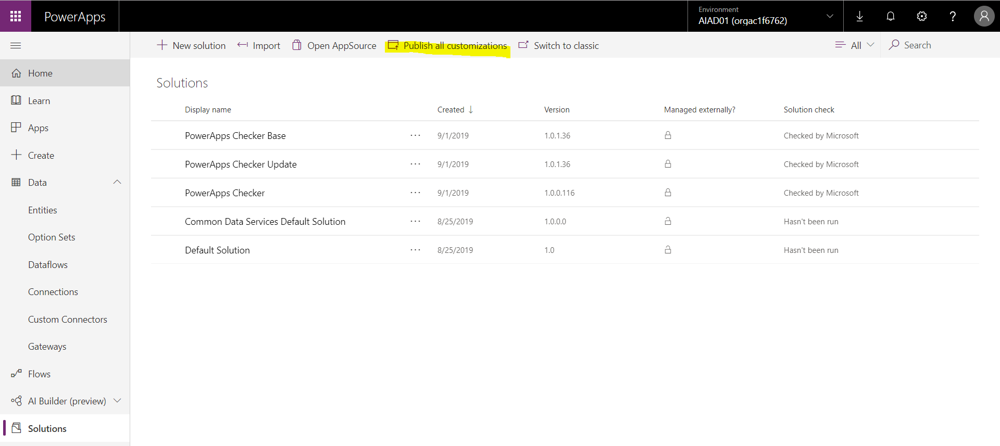 PowerApps
Environment
AIAD01 (orgac1f6762)
?
New solution
Import
Open AppSource
Publish all customizations
Switch to classic
All
Search
Home
Learn
Apps
Create
Data
Entities
Option Sets
Dataflows
Connections
Custom Connectors
Gateways
Flows
AI Builder (preview)
Solutions
Solutions
Display name Created Version Managed externally? Solution check
PowerApps Checker Base ··· 9/1/2019 1.0.1.36 Checked by Microsoft
PowerApps Checker Update ··· 9/1/2019 1.0.1.36 Checked by Microsoft
PowerApps Checker ··· 9/1/2019 1.0.0.116 Checked by Microsoft
Common Data Services Default Solution ··· 8/25/2019 1.0.0.0 Hasn't been run
Default Solution ··· 8/25/2019 1.0 Hasn't been run